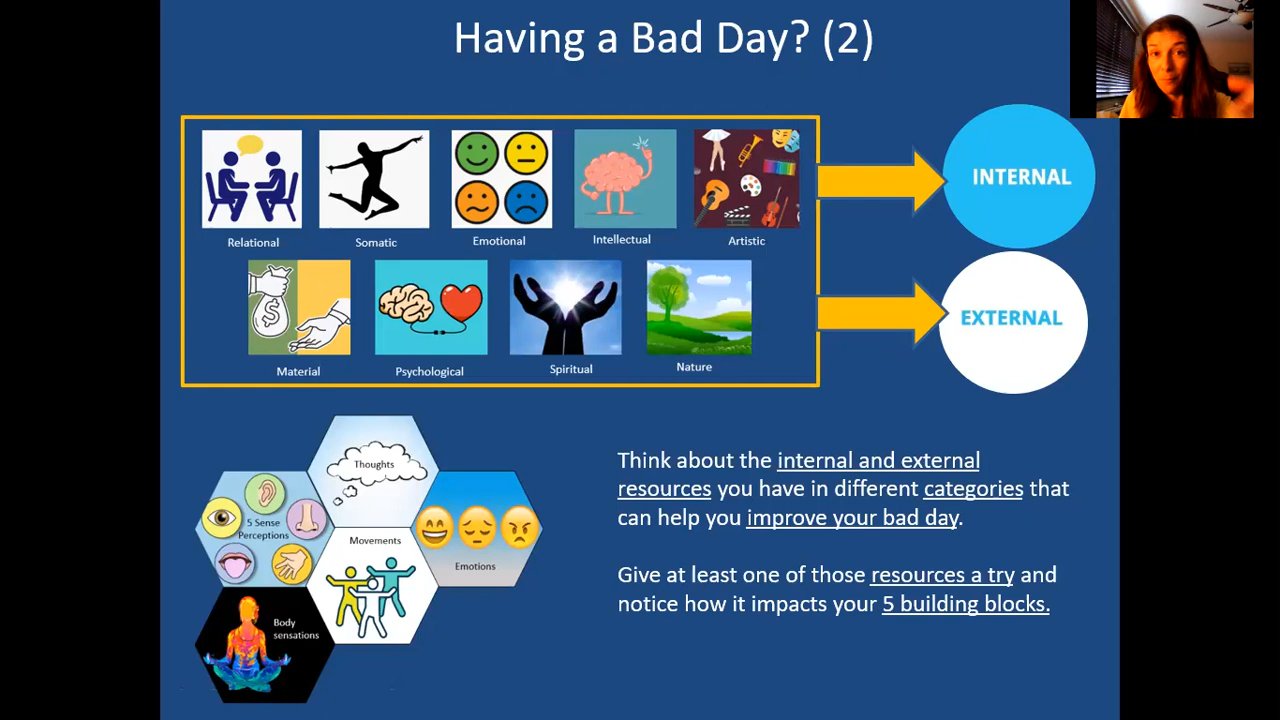 Having a Bad Day? (2)
Relational
Somatic
Emotional
Intellectual
Artistic
Material
Psychological
Spiritual
Nature
INTERNAL
EXTERNAL
Thoughts
5 Sense
Perceptions
Movements
Emotions
Body
sensations
Think about the internal and external
resources you have in different categories that
can help you improve your bad day.
Give at least one of those resources a try and
notice how it impacts your 5 building blocks.